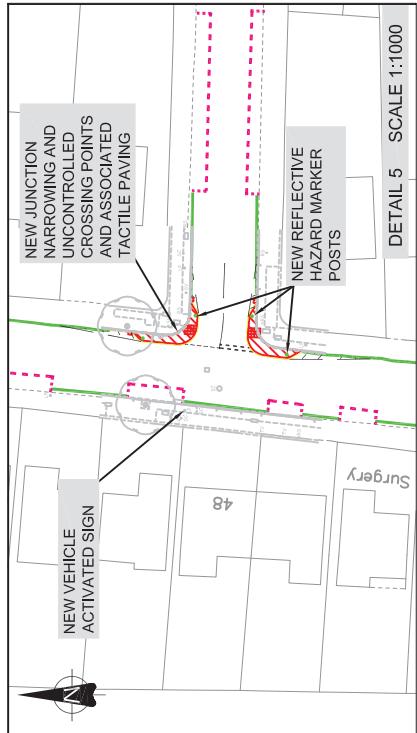 NEW JUNCTION
NARROWING AND
UNCONTROLLED
CROSSING POINTS
AND ASSOCIATED
TACTILE PAVING
NEW REFLECTIVE
HAZARD MARKER
POSTS
NEW VEHICLE
ACTIVATED SIGN
48
Surgery
N
DETAIL 5 SCALE 1:1000